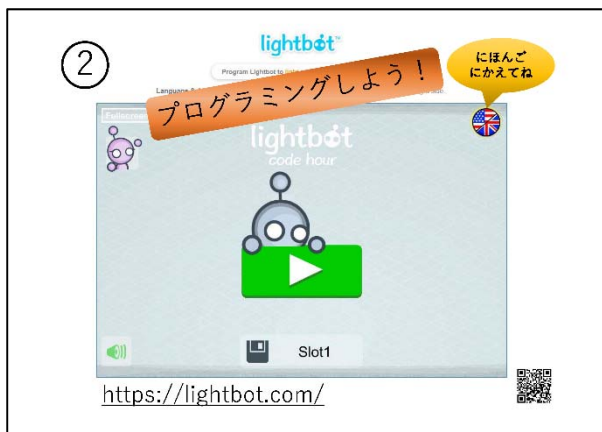 ②
lightbot
Program Lightbot to
プログラミングしよう！
にほんご
にかえてね
Fullscreen
lightbot
code hour
Slot1
https://lightbot.com/